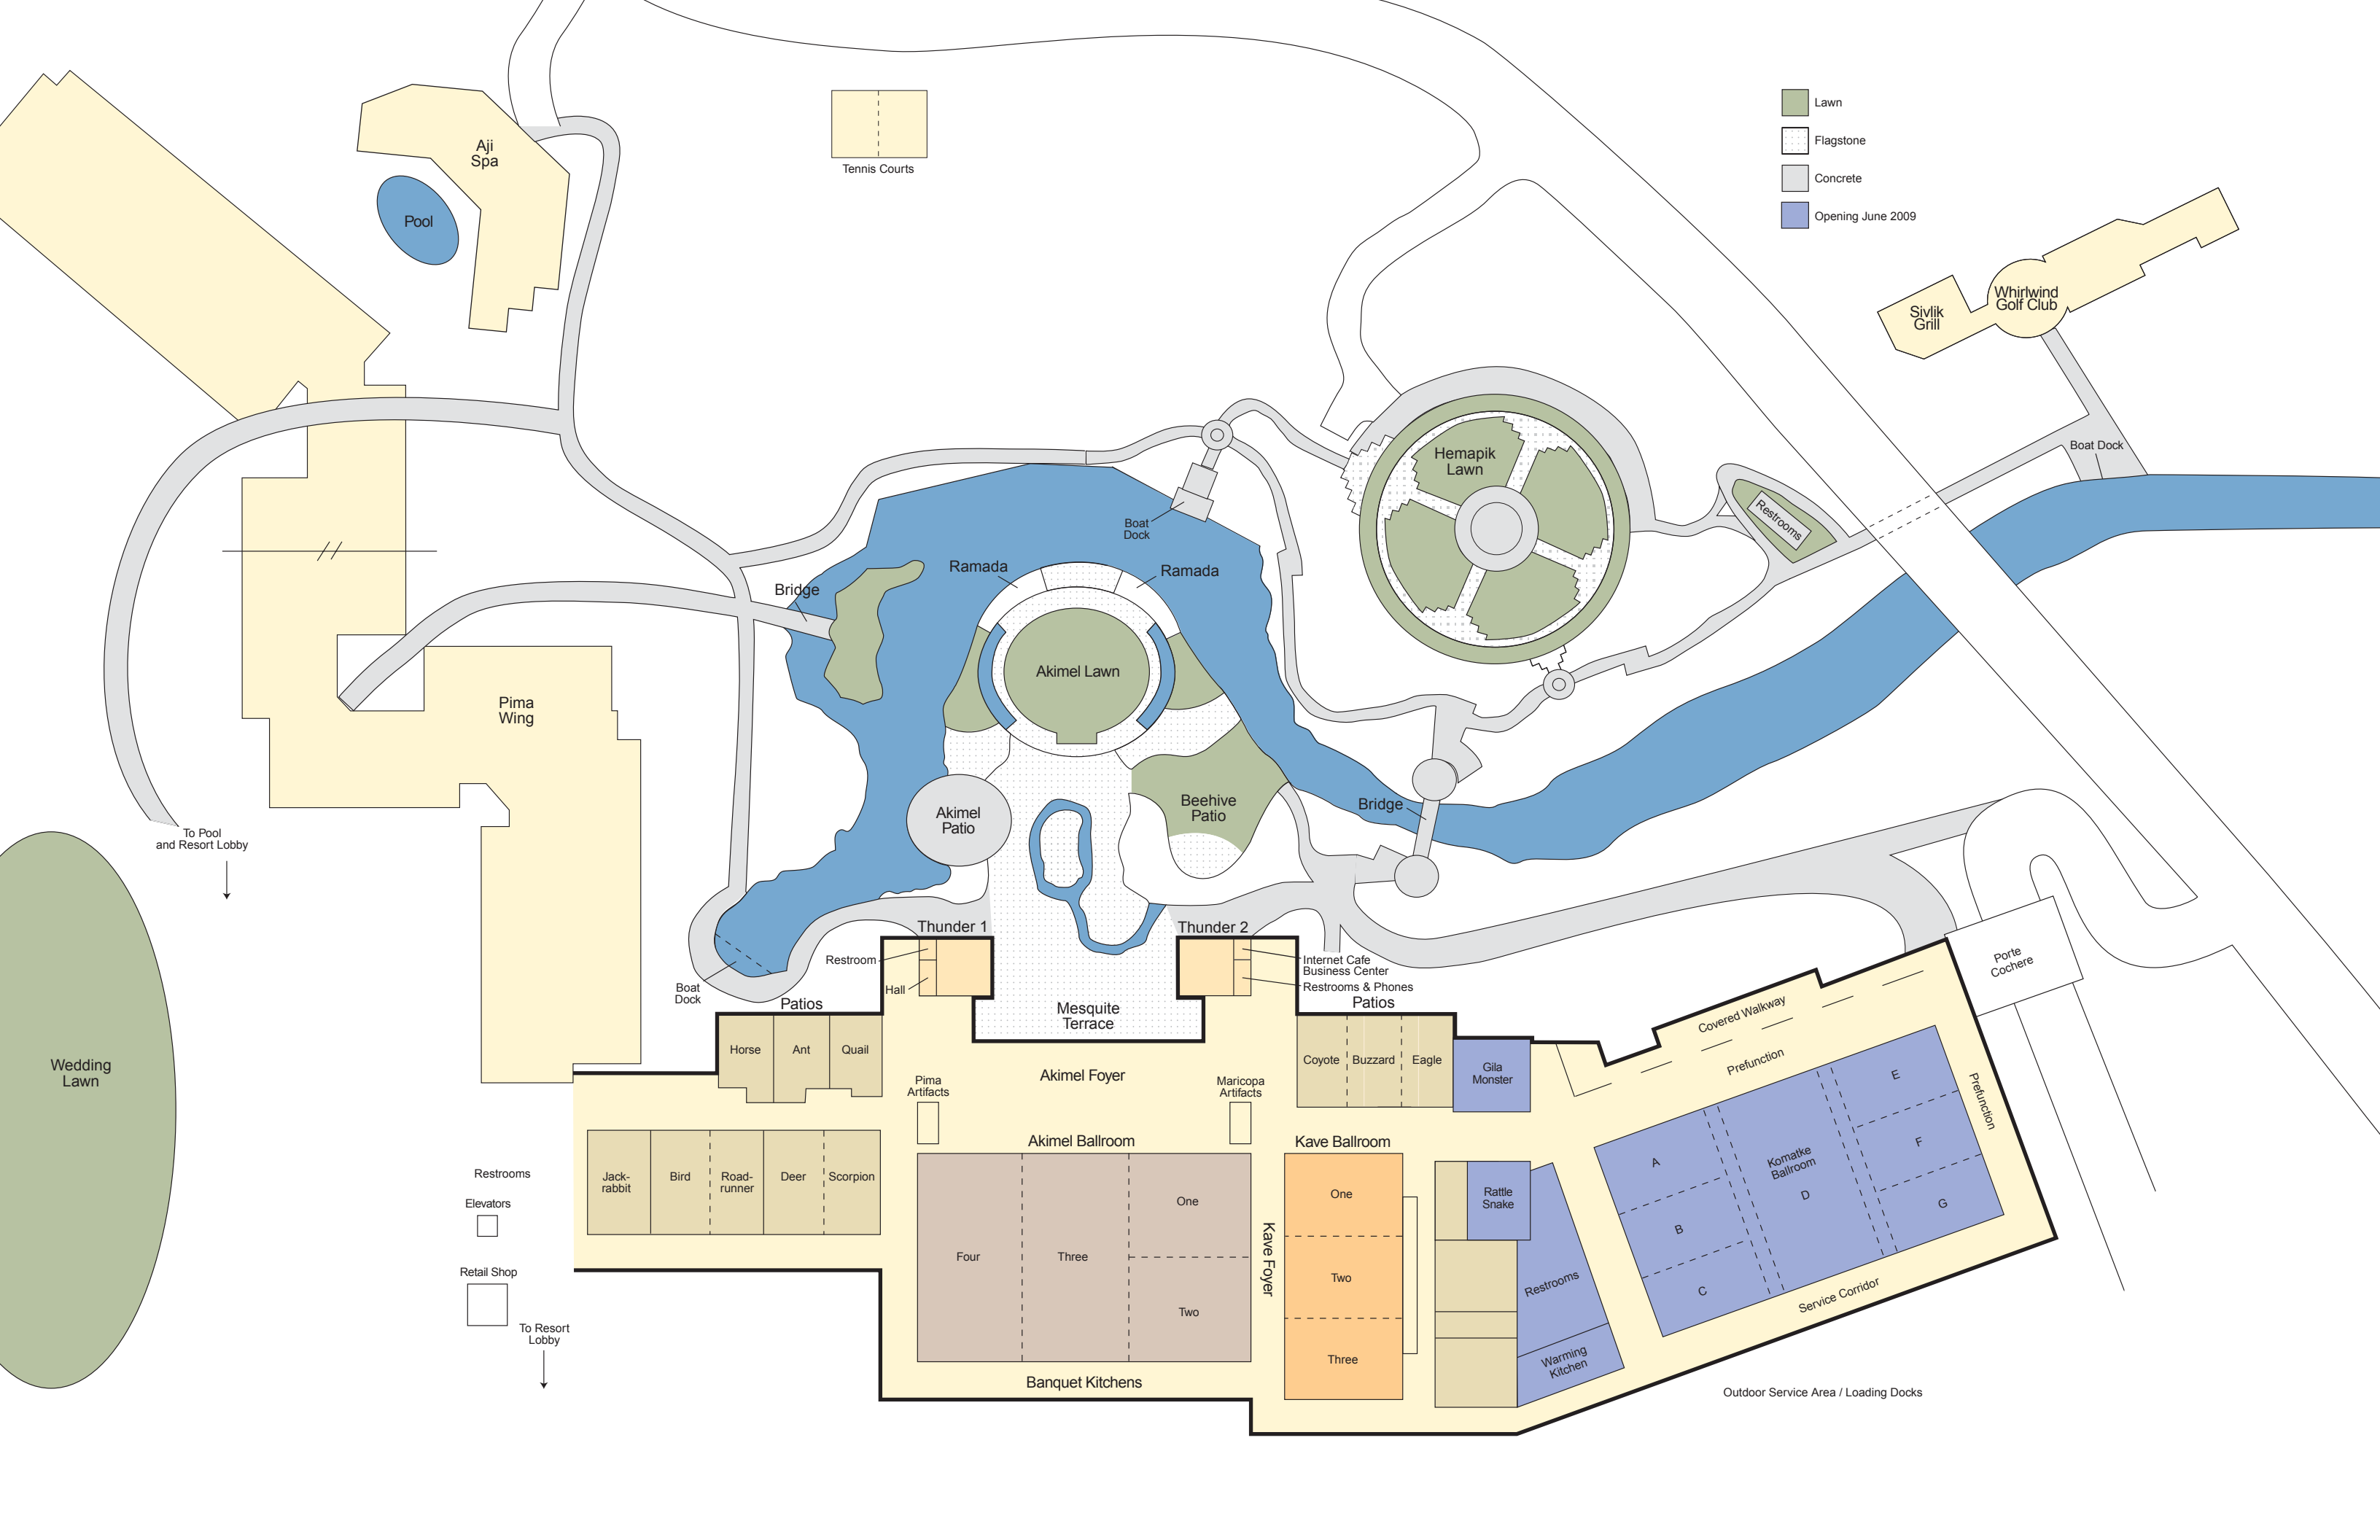 Lawn
Flagstone
Concrete
Opening June 2009
Aji
Spa
Pool
Tennis Courts
Whirlwind
Golf Club
Sivlik
Grill
Boat Dock
Hemapik
Lawn
Restrooms
Boat
Dock
Ramada
Ramada
Bridge
Akimel Lawn
Pima
Wing
Akimel
Patio
Beehive
Patio
Bridge
To Pool
and Resort Lobby
Thunder 1
Thunder 2
Restroom
Hall
Internet Cafe
Business Center
Restrooms & Phones
Boat
Dock
Patios
Patios
Mesquite
Terrace
Porte
Cochere
Covered Walkway
Prefunction
Prefunction
Wedding
Lawn
Horse
Ant
Quail
Akimel Foyer
Coyote
Buzzard
Eagle
Gila
Monster
Pima
Artifacts
Maricopa
Artifacts
Akimel Ballroom
Kave Ballroom
Jack-
rabbit
Bird
Road-
runner
Deer
Scorpion
Restrooms
Elevators
Retail Shop
To Resort
Lobby
One
Two
Three
Four
Kave Foyer
One
Two
Three
Rattle
Snake
Restrooms
Warming
Kitchen
Komatke
Ballroom
A
B
C
D
E
F
G
Service Corridor
Banquet Kitchens
Outdoor Service Area / Loading Docks